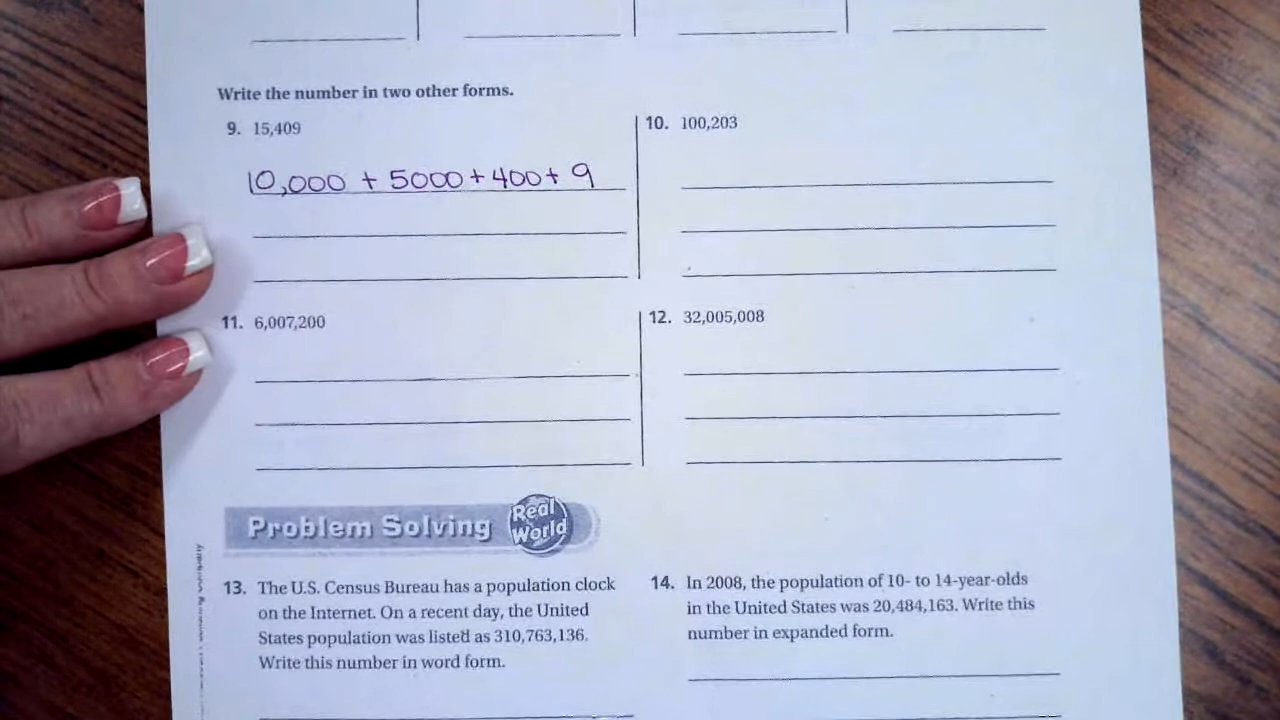 Write the number in two other forms.
9. 15,409
10,000 + 5000 + 400 + 9
10. 100,203
11. 6,007,200
12. 32,005,008
Problem Solving Real World
13. The U.S. Census Bureau has a population clock
on the Internet. On a recent day, the United
States population was listed as 310,763,136.
Write this number in word form.
14. In 2008, the population of 10- to 14-year-olds
in the United States was 20,484,163. Write this
number in expanded form.